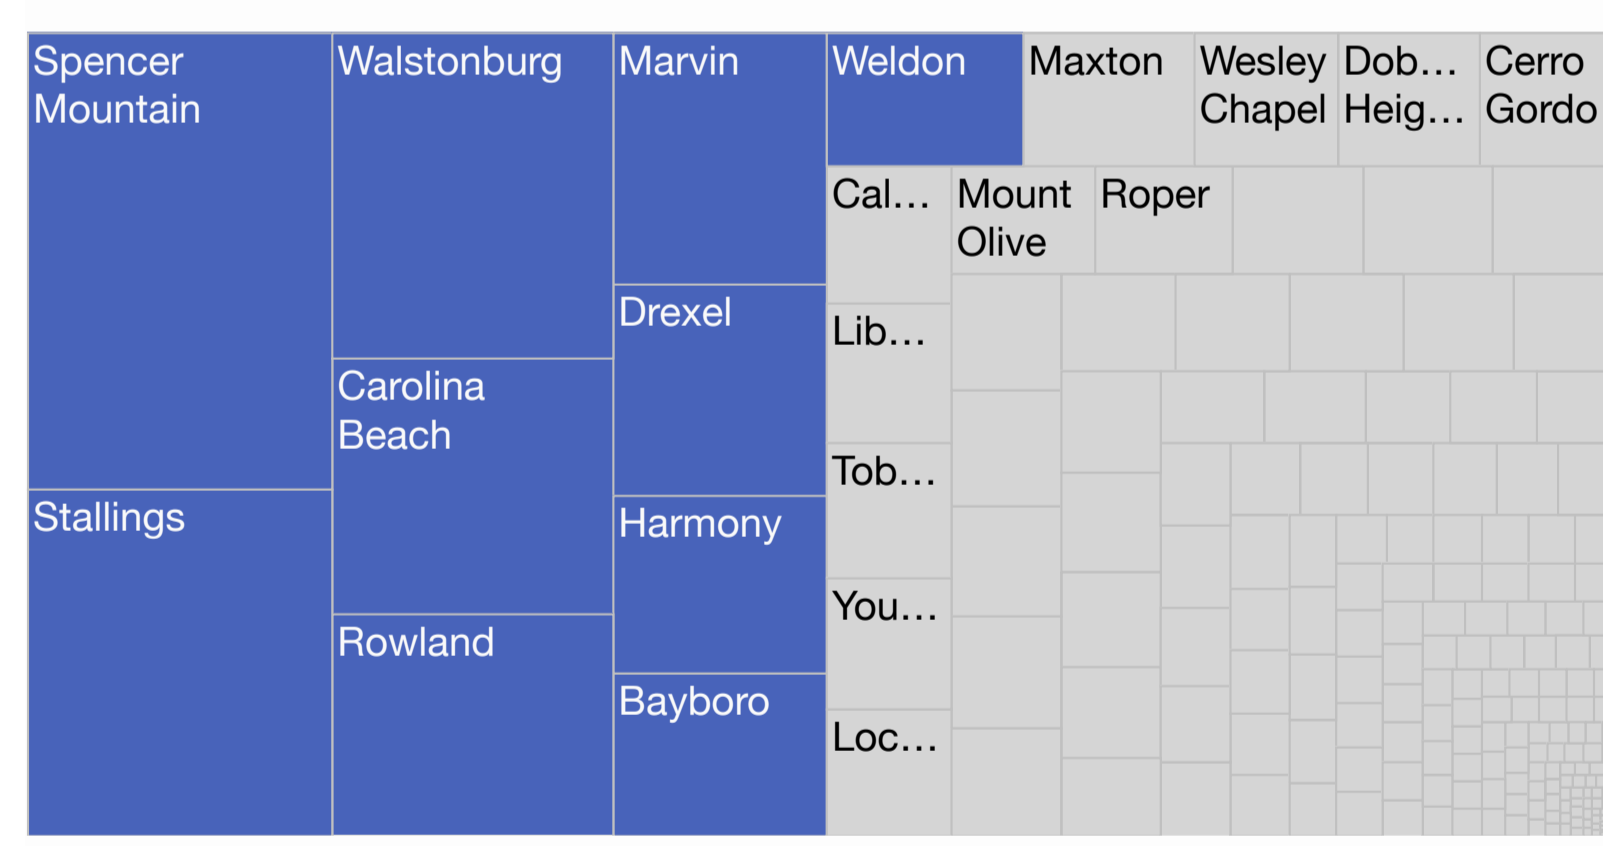 Spencer
Mountain
Stallings
Walstonburg
Carolina
Beach
Rowland
Marvin
Drexel
Harmony
Bayboro
Weldon
Maxton
Wesley
Chapel
Dob…
Heig…
Cerro
Gordo
Cal…
Mount
Olive
Roper
Lib…
Tob…
You…
Loc…